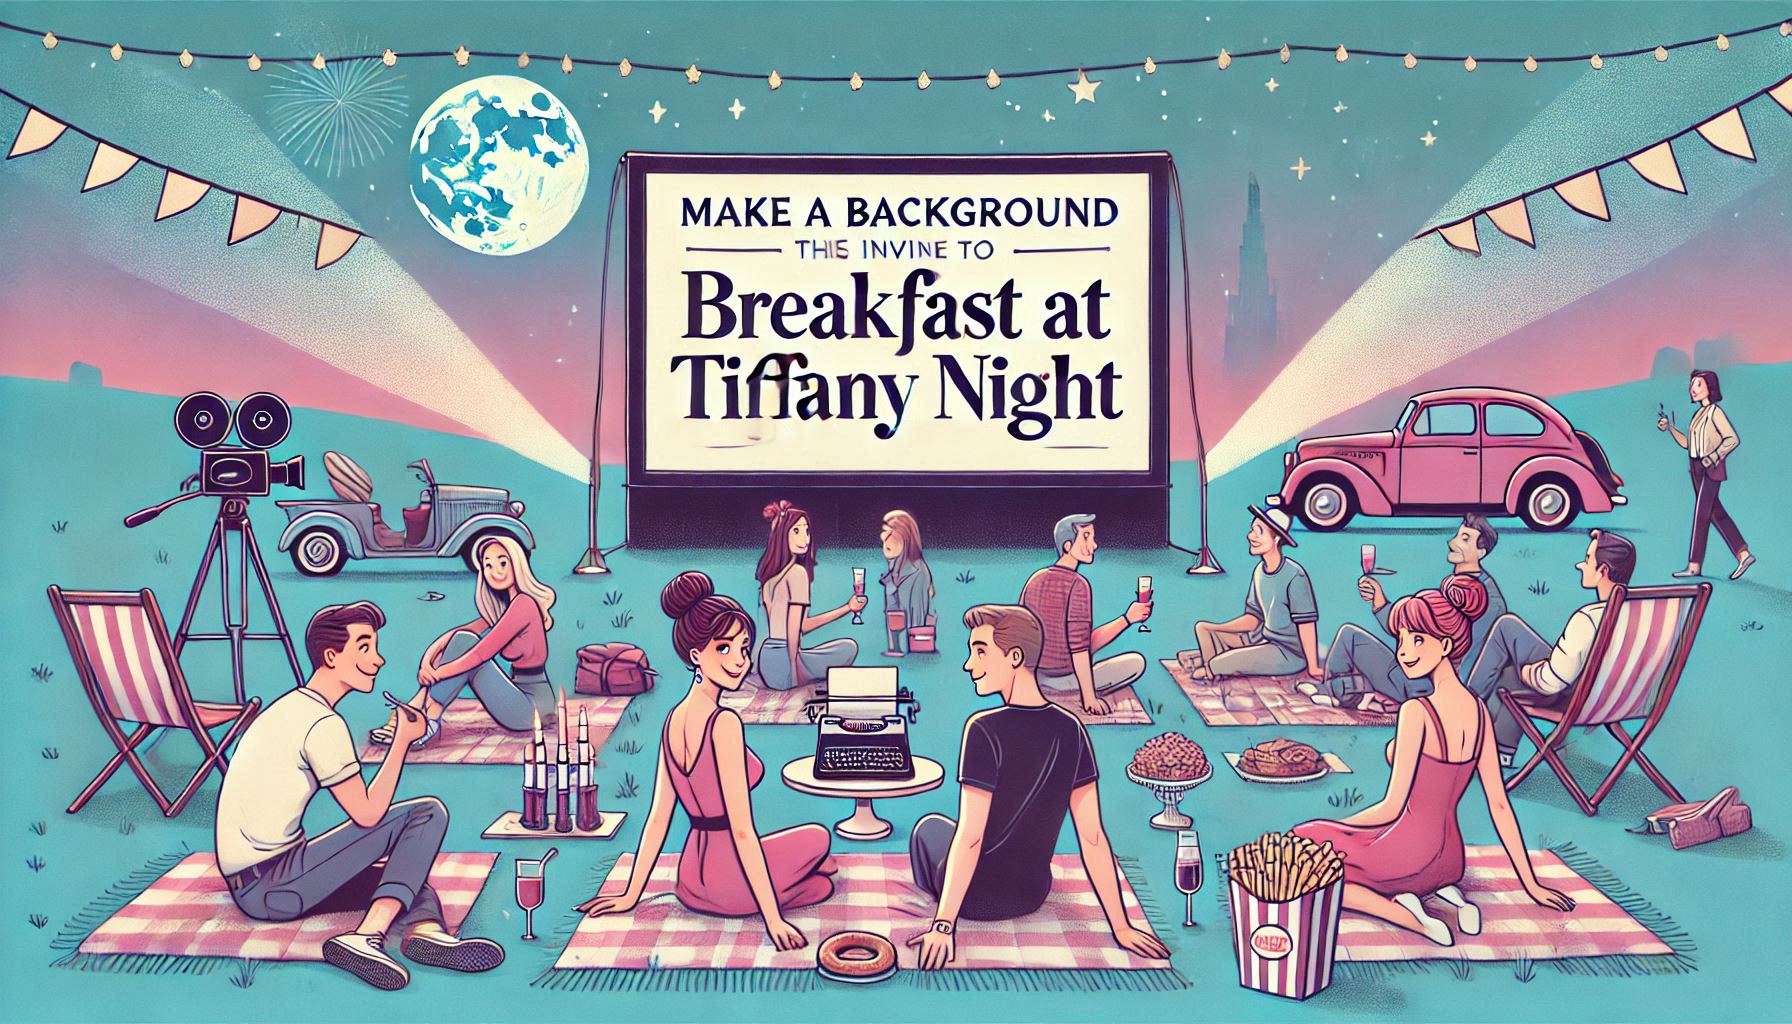 MAKE A BACKGROUND
THIS INVINE TO
Breakfast at
Tiffany Night